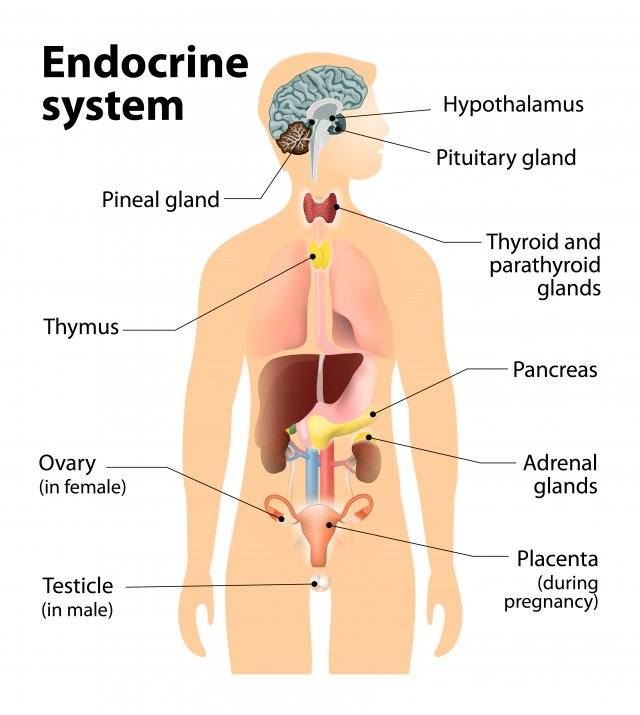 Endocrine
system
Hypothalamus
Pituitary gland
Pineal gland
Thyroid and
parathyroid
glands
Thymus
Pancreas
Ovary
(in female)
Adrenal
glands
Placenta
(during
pregnancy)
Testicle
(in male)